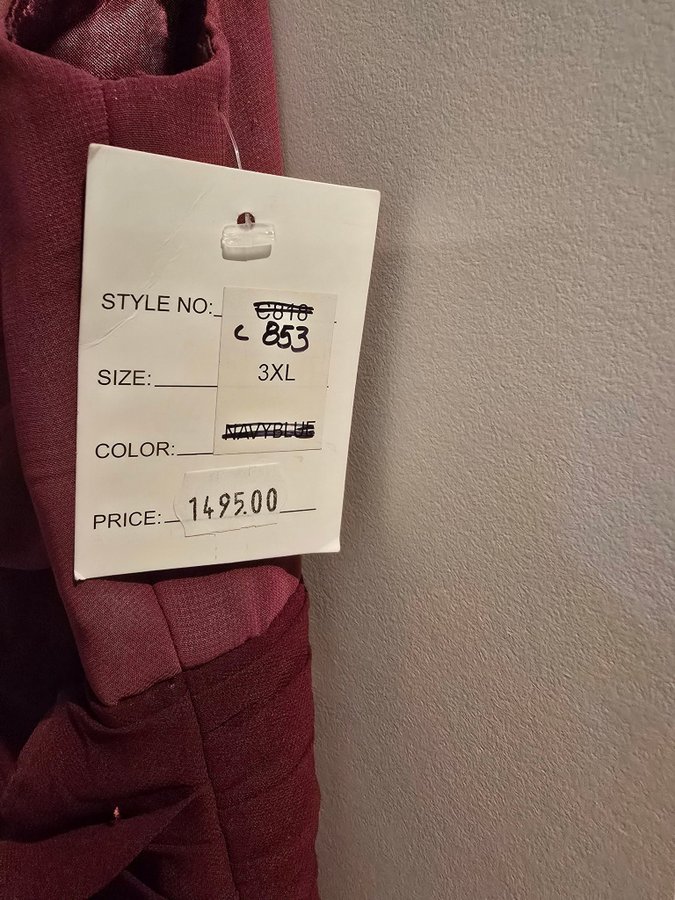 STYLE NO: C818
C 853
SIZE: 3XL
COLOR: NAVYBLUE
PRICE: 1495.00